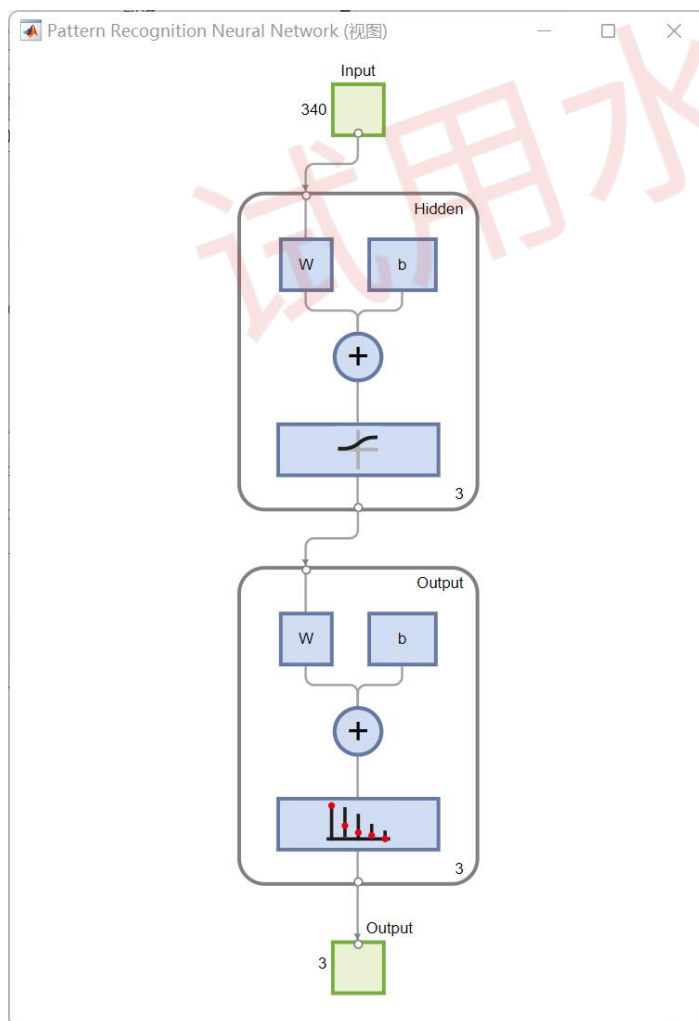 Pattern Recognition Neural Network (视图)
Input
340
试用水
Hidden
W
b
+
3
Output
W
b
+
3
Output
3